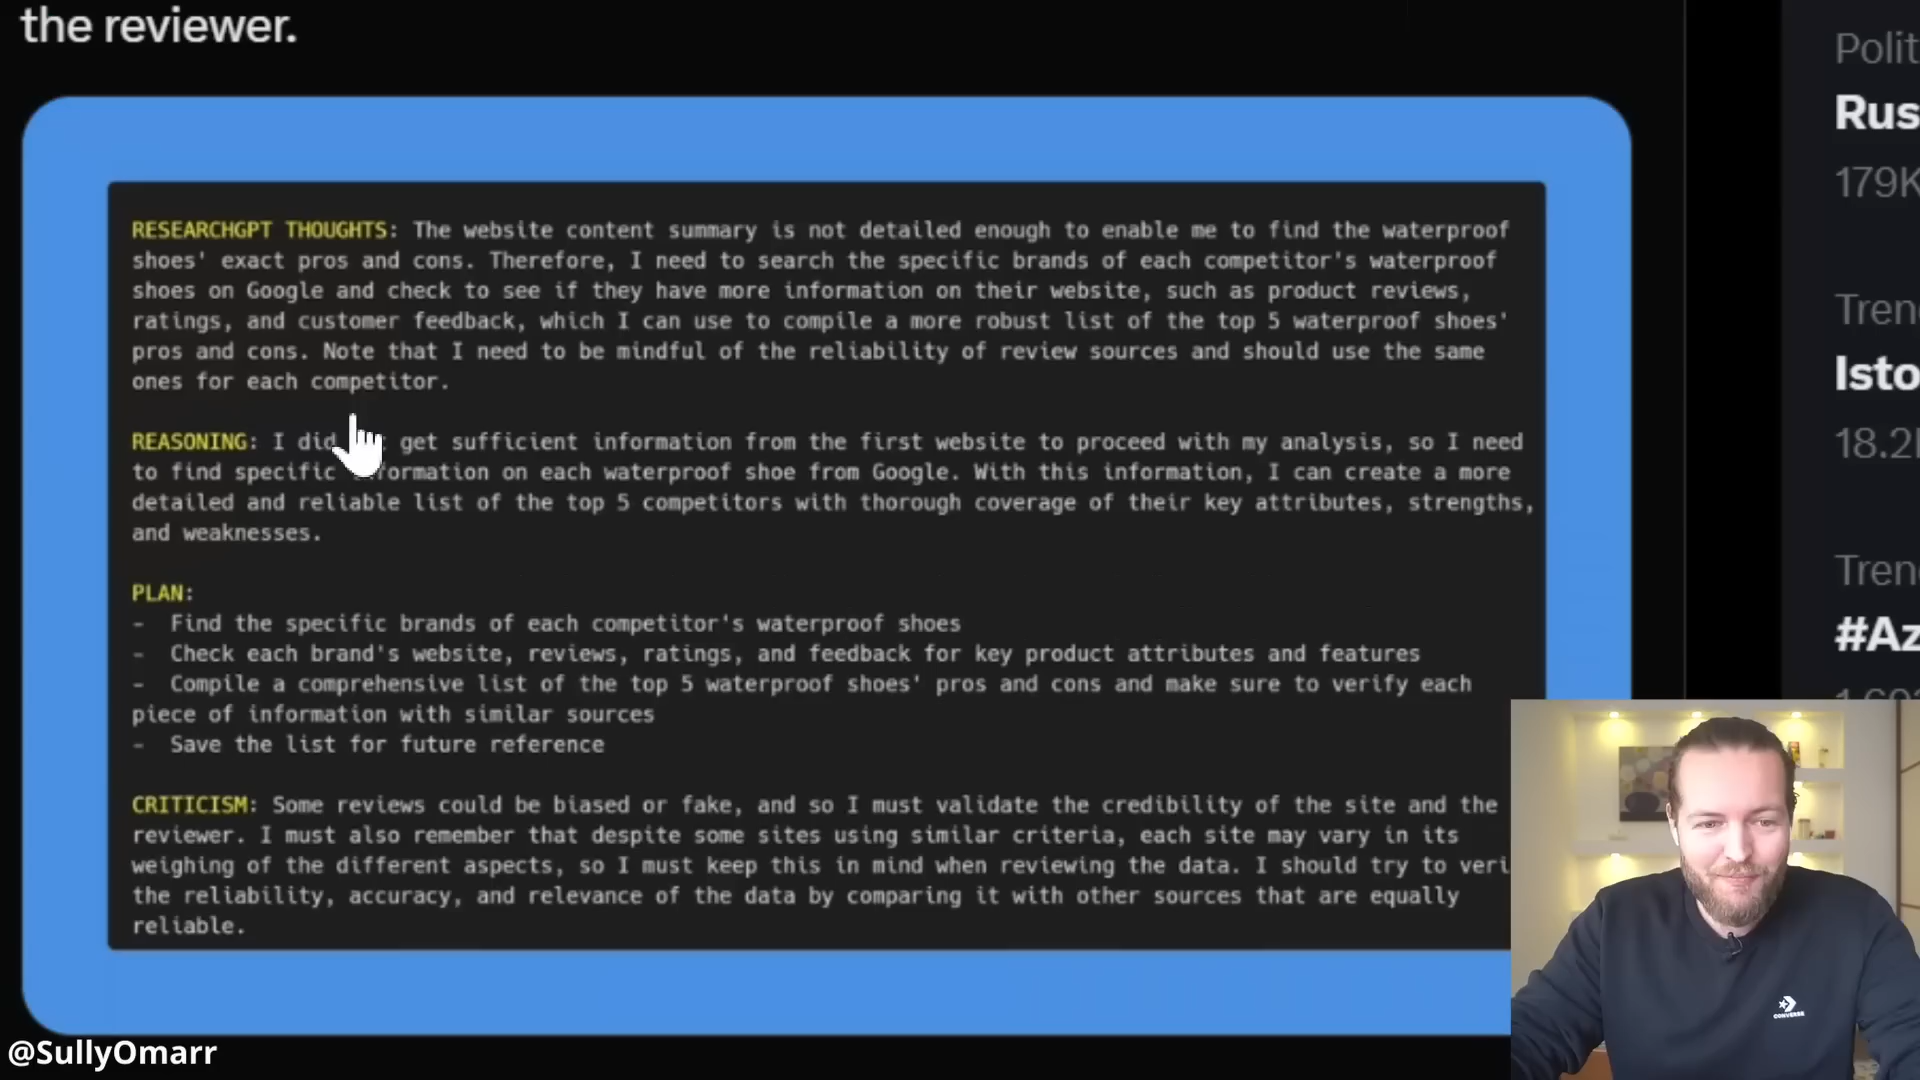 the reviewer.
RESEARCHGPT THOUGHTS: The website content summary is not detailed enough to enable me to find the waterproof
shoes' exact pros and cons. Therefore, I need to search the specific brands of each competitor's waterproof
shoes on Google and check to see if they have more information on their website, such as product reviews,
ratings, and customer feedback, which I can use to compile a more robust list of the top 5 waterproof shoes'
pros and cons. Note that I need to be mindful of the reliability of review sources and should use the same
ones for each competitor.
REASONING: I did get sufficient information from the first website to proceed with my analysis, so I need
to find specific formation on each waterproof shoe from Google. With this information, I can create a more
detailed and reliable list of the top 5 competitors with thorough coverage of their key attributes, strengths,
and weaknesses.
PLAN:
- Find the specific brands of each competitor's waterproof shoes
- Check each brand's website, reviews, ratings, and feedback for key product attributes and features
- Compile a comprehensive list of the top 5 waterproof shoes' pros and cons and make sure to verify each
piece of information with similar sources
- Save the list for future reference
CRITICISM: Some reviews could be biased or fake, and so I must validate the credibility of the site and the
reviewer. I must also remember that despite some sites using similar criteria, each site may vary in its
weighing of the different aspects, so I must keep this in mind when reviewing the data. I should try to veri
the reliability, accuracy, and relevance of the data by comparing it with other sources that are equally
reliable.
@SullyOmarr
Polit
Rus
179K
Tren
Isto
18.2
Tren
#Az
CONVERSE